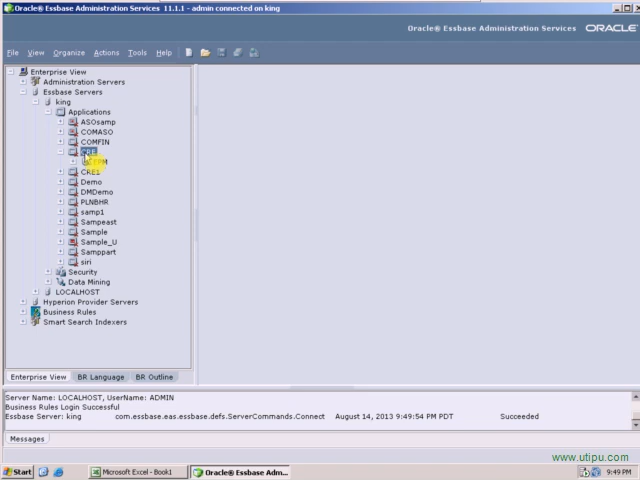 Oracle® Essbase Administration Services 11.1.1 - admin connected on king
Oracle® Essbase Administration Services ORACLE
File View Organize Actions Tools Help
Enterprise View
Administration Servers
Essbase Servers
king
Applications
ASOsamp
COMASO
COMFIN
CRE
CRE1
Demo
DMDemo
PLNBHR
samp1
Sampeast
Sample
Sample_U
Samppart
siri
Security
Data Mining
LOCALHOST
Hyperion Provider Servers
Business Rules
Smart Search Indexers
Enterprise View BR Language BR Outline
Server Name: LOCALHOST, UserName: ADMIN
Business Rules Login Successful
Essbase Server: king com.essbase.eas.essbase.defs.ServerCommands.Connect August 14, 2013 9:49:54 PM PDT Succeeded
Messages
www.utipu.com
Start Microsoft Excel - Book1 Oracle® Essbase Adm... 9:49 PM